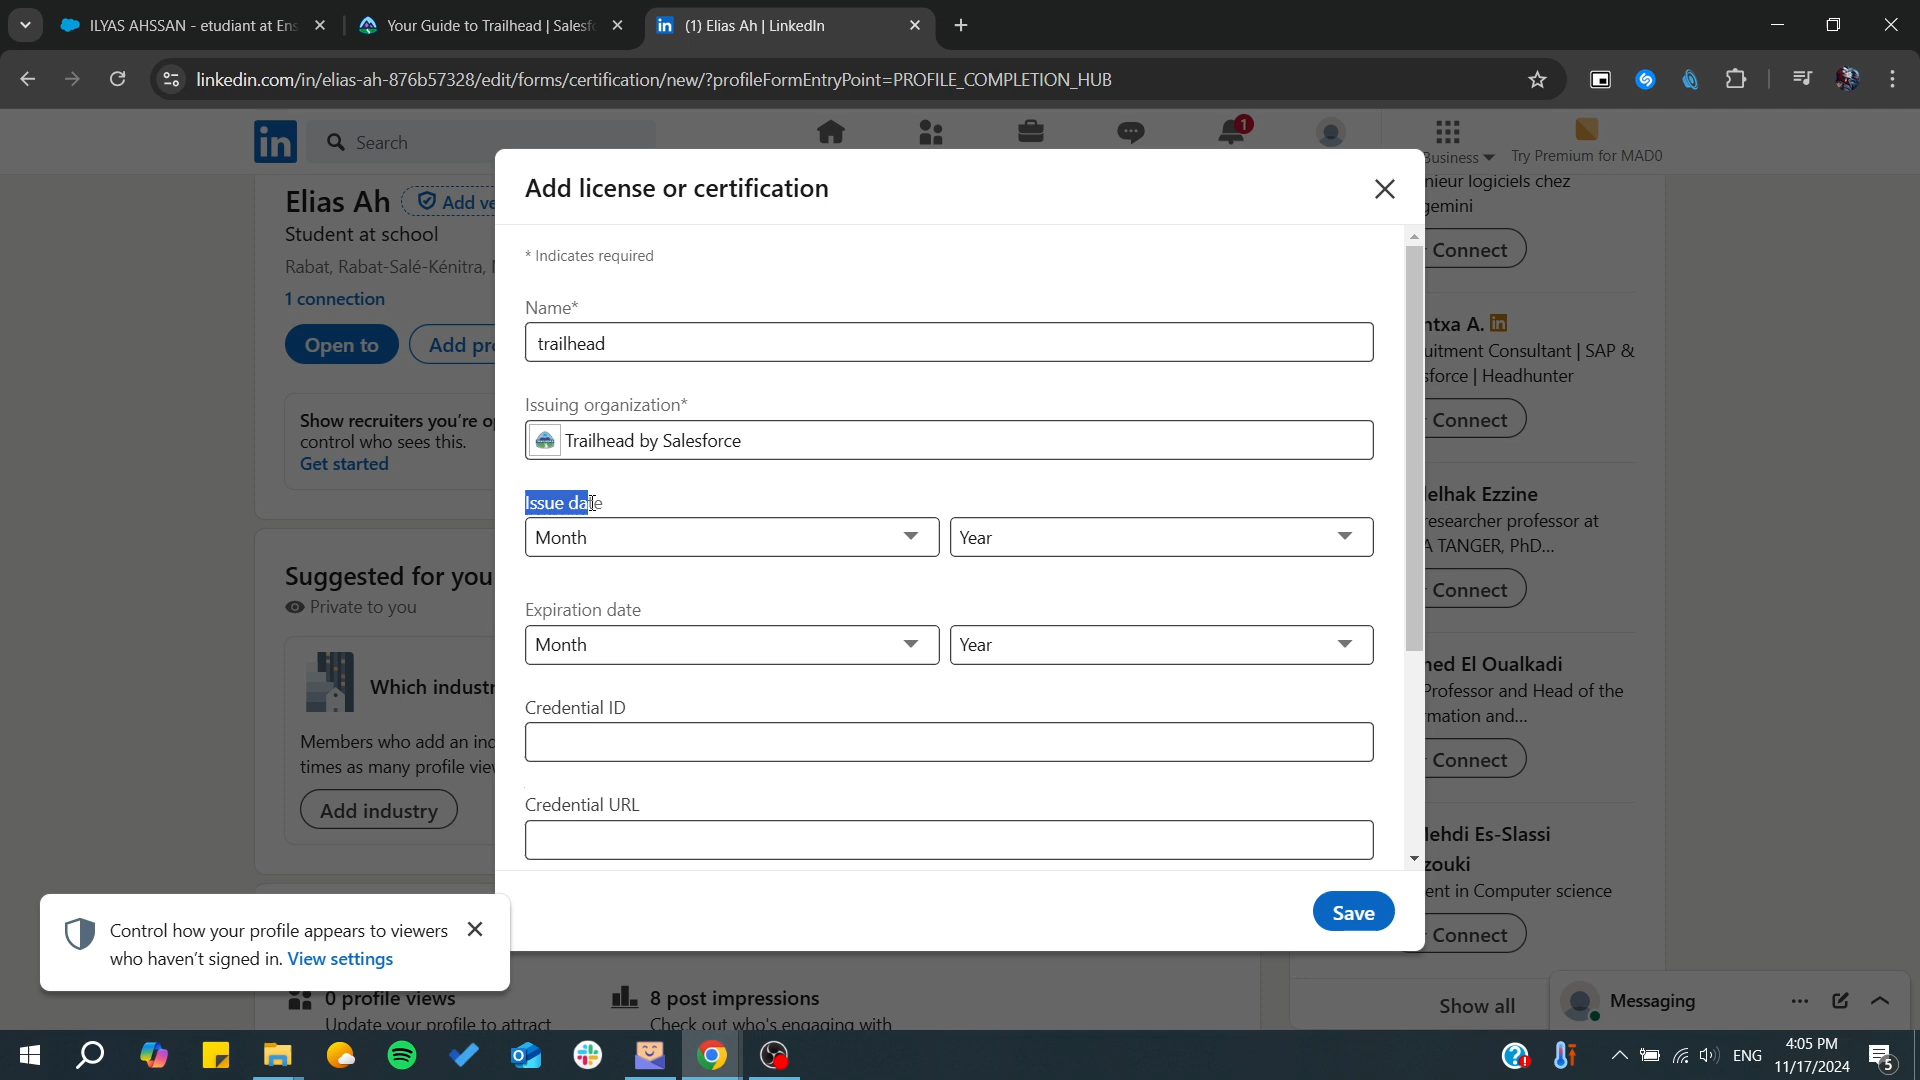 ILYAS AHSSAN - etudiant at Ens
Your Guide to Trailhead | Salesf
(1) Elias Ah | LinkedIn
linkedin.com/in/elias-ah-876b57328/edit/forms/certification/new/?profileFormEntryPoint=PROFILE_COMPLETION_HUB
in
Search
1
Business
Try Premium for MAD0
Add license or certification
* Indicates required
Name*
trailhead
Issuing organization*
Trailhead by Salesforce
Issue date
Month
Year
Expiration date
Month
Year
Credential ID
Credential URL
Save
Elias Ah
Add ve
Student at school
Rabat, Rabat-Salé-Kénitra,
1 connection
Open to
Add pro
Show recruiters you're o
control who sees this.
Get started
Suggested for you
Private to you
Which industr
Members who add an ind
times as many profile vie
Add industry
Control how your profile appears to viewers
who haven't signed in. View settings
0 profile views
Update your profile to attract
8 post impressions
Check out who's engaging with
nieur logiciels chez
gemini
Connect
ntxa A. in
uitment Consultant | SAP &
sforce | Headhunter
Connect
elhak Ezzine
researcher professor at
A TANGER, PhD...
Connect
ned El Oualkadi
Professor and Head of the
mation and...
Connect
Mehdi Es-Slassi
zouki
ent in Computer science
Connect
Show all
Messaging
ENG
4:05 PM
11/17/2024
5